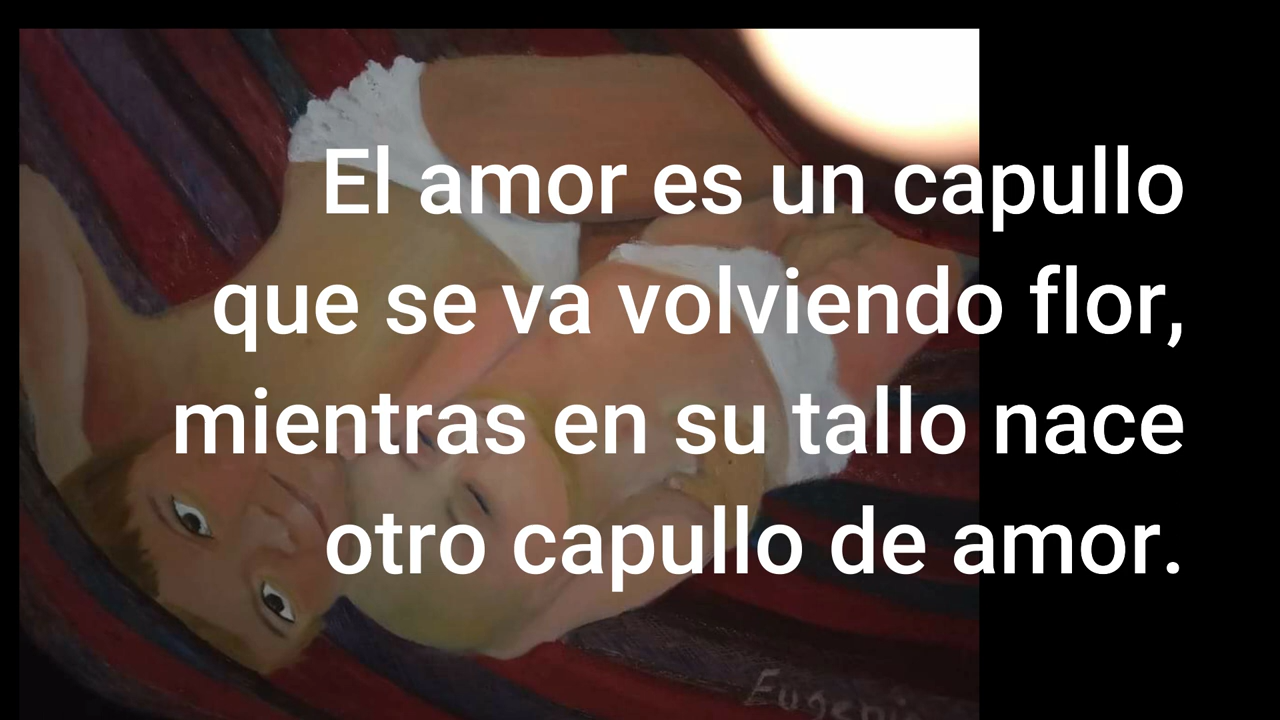 El amor es un capullo
que se va volviendo flor,
mientras en su tallo nace
otro capullo de amor.